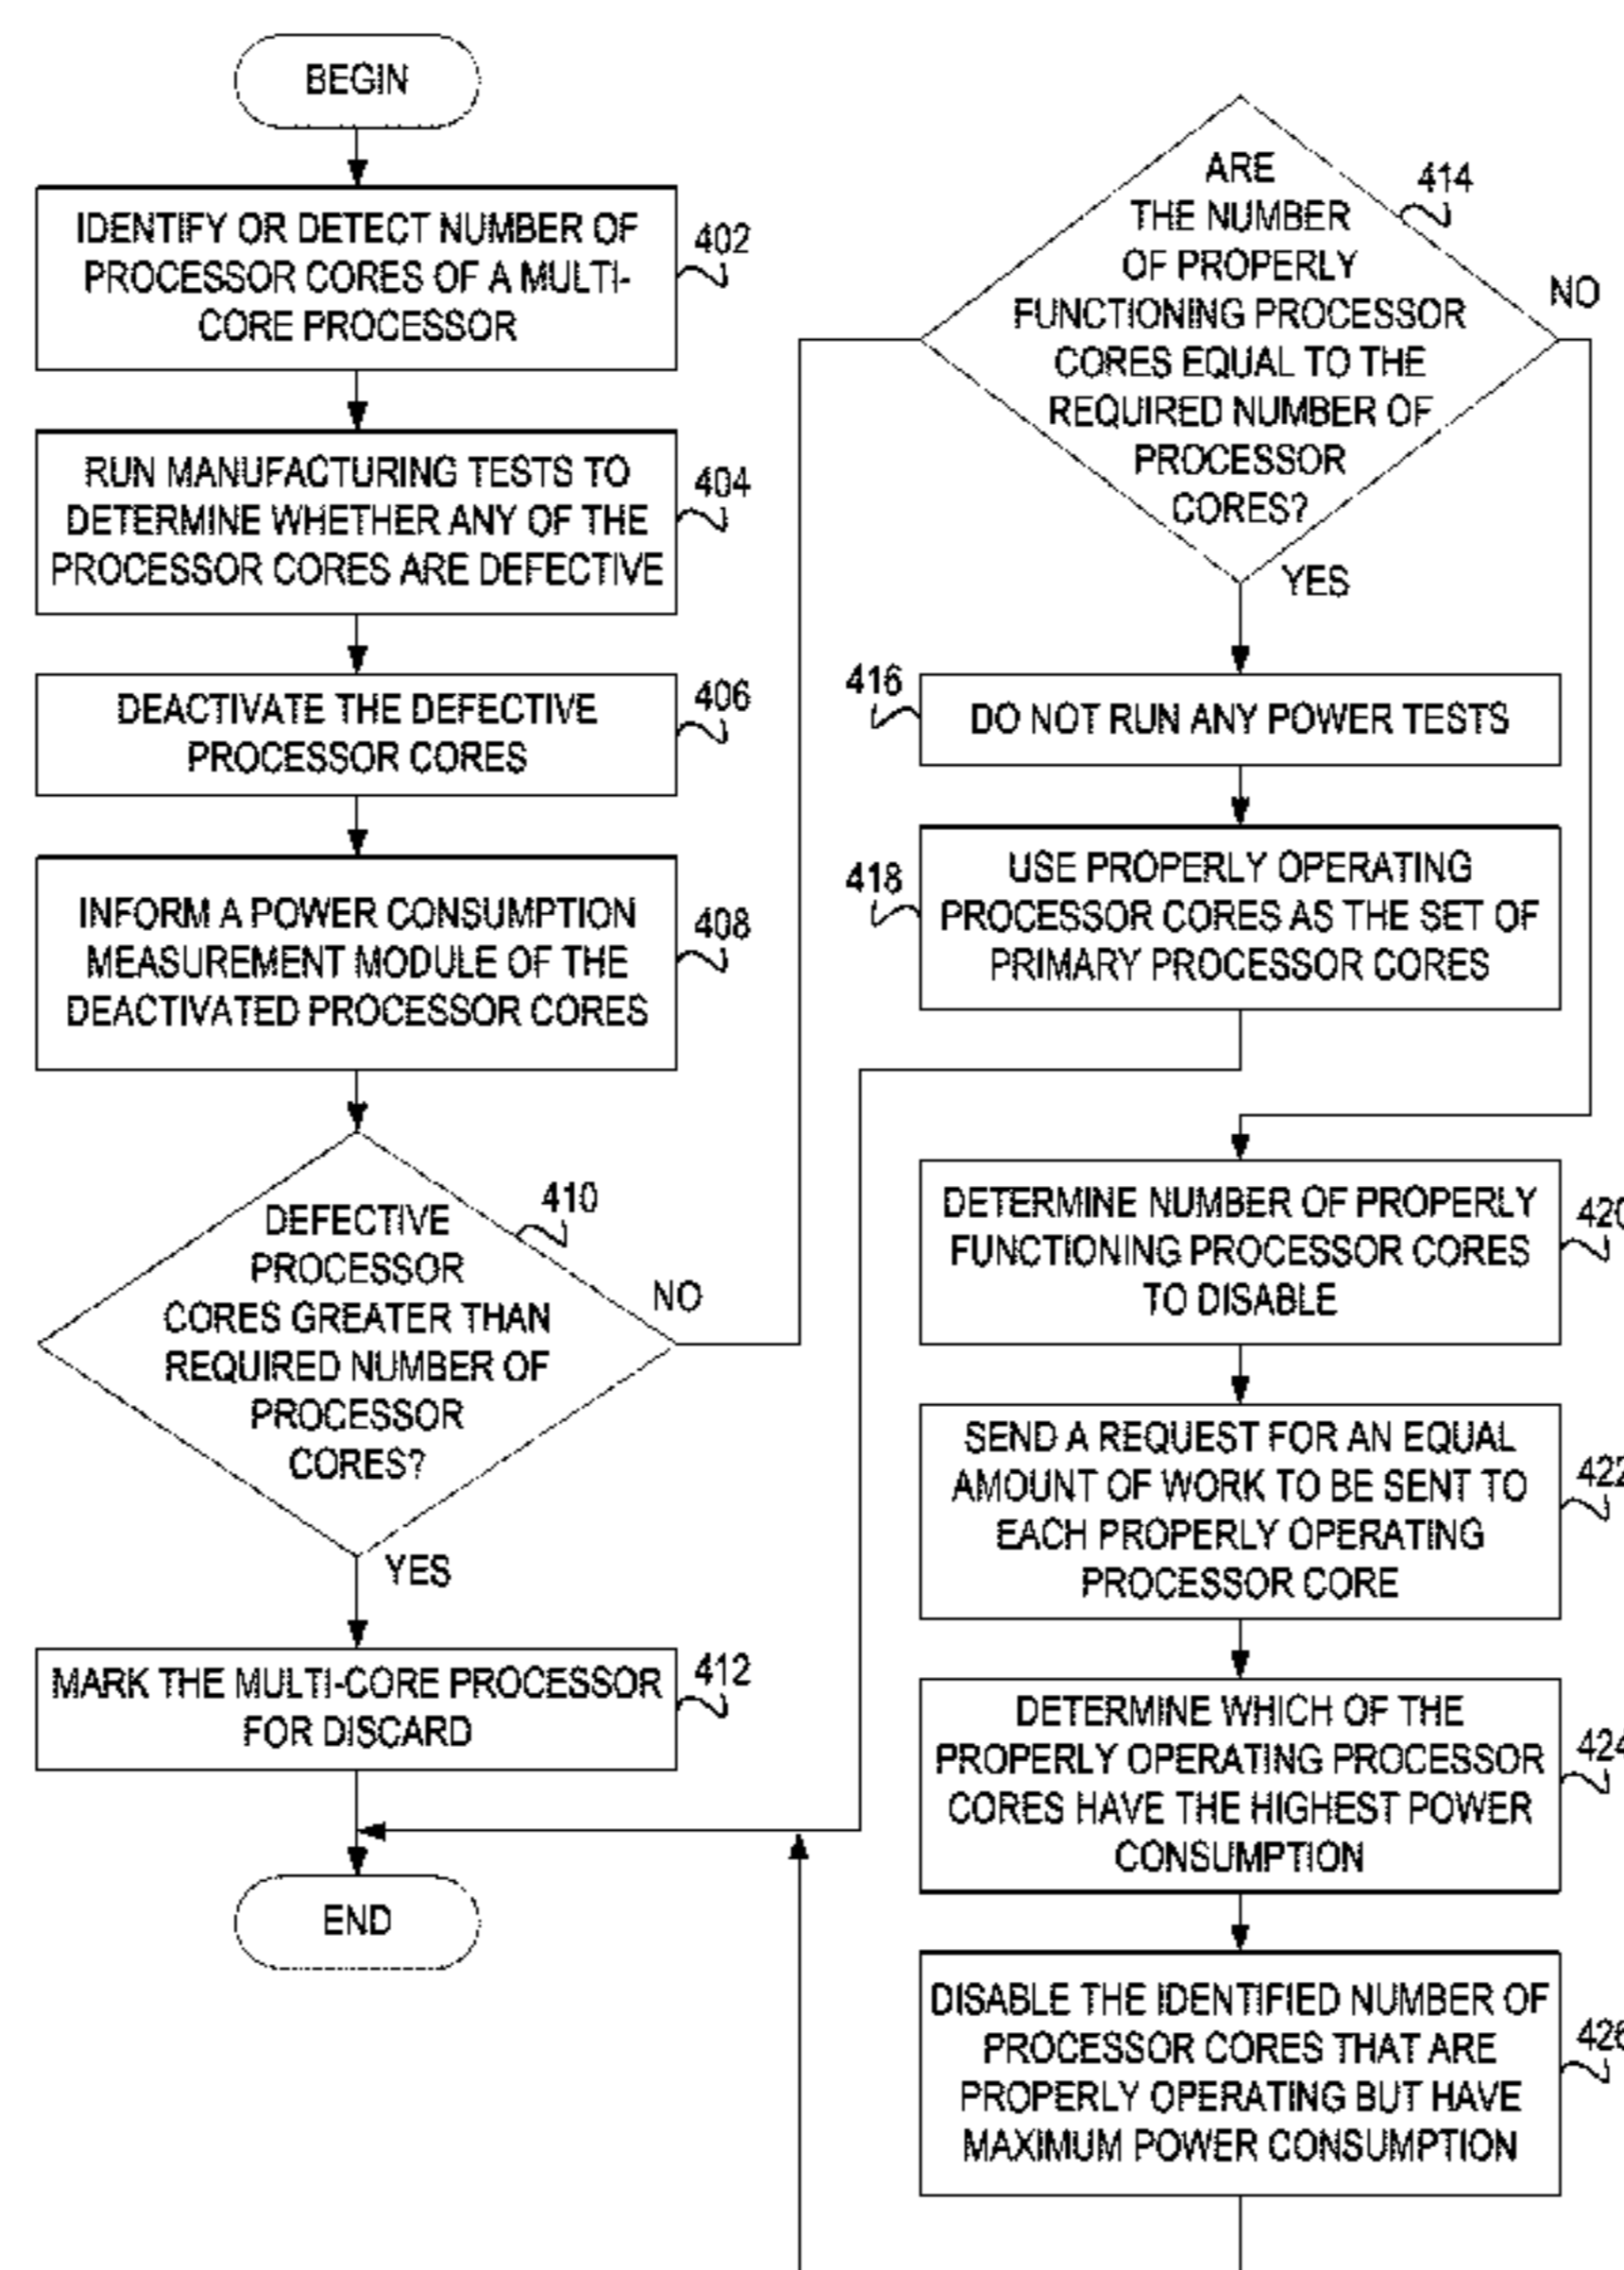 BEGIN
IDENTIFY OR DETECT NUMBER OF
PROCESSOR CORES OF A MULTI-
CORE PROCESSOR
402
RUN MANUFACTURING TESTS TO
DETERMINE WHETHER ANY OF THE
PROCESSOR CORES ARE DEFECTIVE
404
DEACTIVATE THE DEFECTIVE
PROCESSOR CORES
406
INFORM A POWER CONSUMPTION
MEASUREMENT MODULE OF THE
DEACTIVATED PROCESSOR CORES
408
DEFECTIVE
PROCESSOR
CORES GREATER THAN
REQUIRED NUMBER OF
PROCESSOR
CORES?
410
NO
YES
MARK THE MULTI-CORE PROCESSOR
FOR DISCARD
412
END
ARE
THE NUMBER
OF PROPERLY
FUNCTIONING PROCESSOR
CORES EQUAL TO THE
REQUIRED NUMBER OF
PROCESSOR
CORES?
414
NO
YES
416
DO NOT RUN ANY POWER TESTS
418
USE PROPERLY OPERATING
PROCESSOR CORES AS THE SET OF
PRIMARY PROCESSOR CORES
DETERMINE NUMBER OF PROPERLY
FUNCTIONING PROCESSOR CORES
TO DISABLE
420
SEND A REQUEST FOR AN EQUAL
AMOUNT OF WORK TO BE SENT TO
EACH PROPERLY OPERATING
PROCESSOR CORE
422
DETERMINE WHICH OF THE
PROPERLY OPERATING PROCESSOR
CORES HAVE THE HIGHEST POWER
CONSUMPTION
424
DISABLE THE IDENTIFIED NUMBER OF
PROCESSOR CORES THAT ARE
PROPERLY OPERATING BUT HAVE
MAXIMUM POWER CONSUMPTION
426